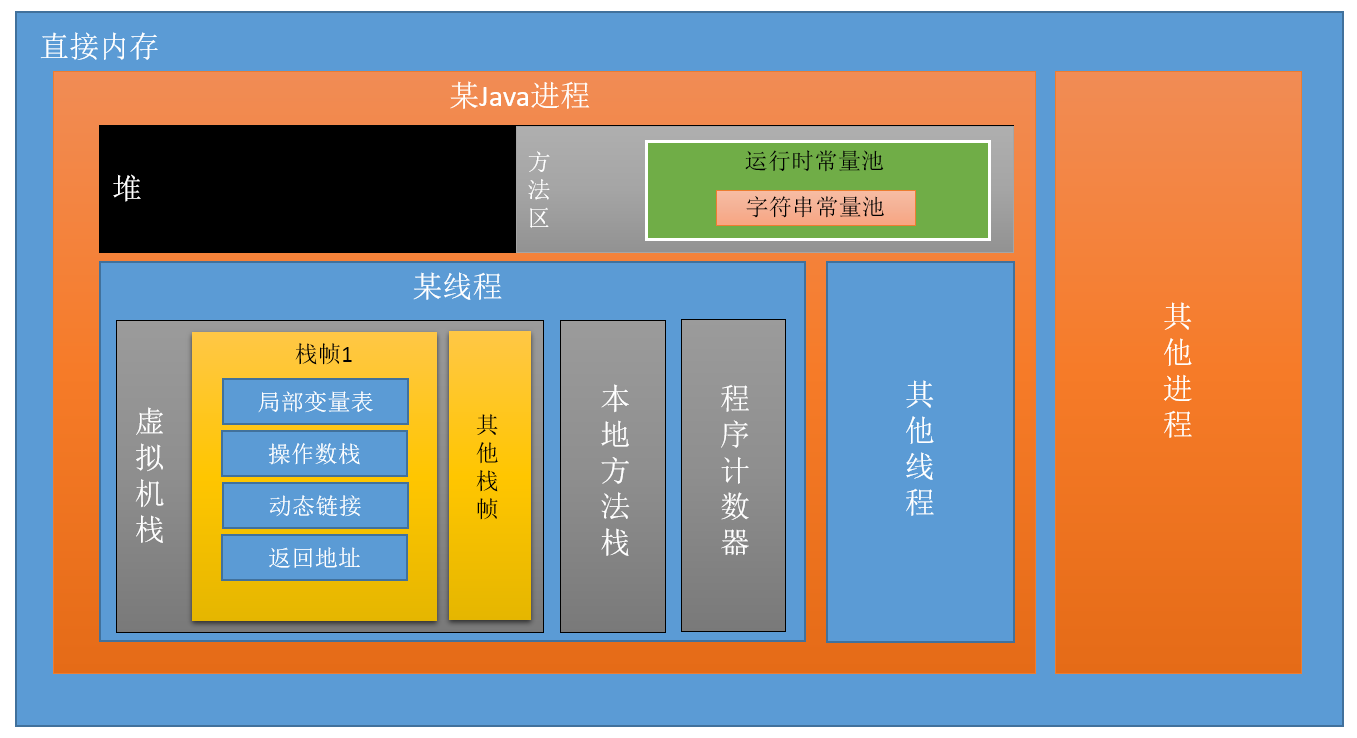 直接内存
某Java进程
堆
方法区
运行时常量池
字符串常量池
某线程
虚拟机栈
栈帧1
局部变量表
操作数栈
动态链接
返回地址
其他栈帧
本地方法栈
程序计数器
其他线程
其他进程